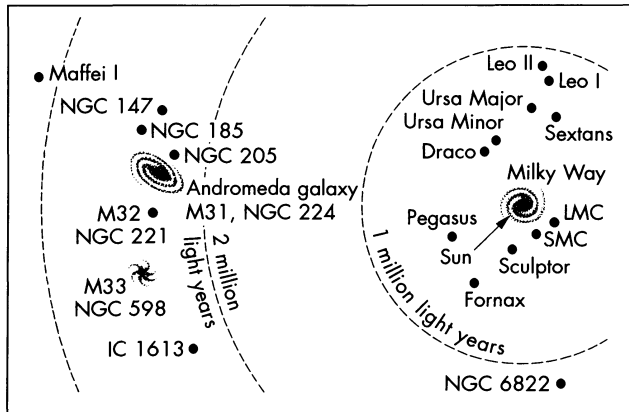 Maffei I
NGC 147
NGC 185
NGC 205
Andromeda galaxy
M31, NGC 224
M32
NGC 221
M33
NGC 598
IC 1613
2 million
light years
Leo II
Leo I
Ursa Major
Ursa Minor
Sextans
Draco
Milky Way
Pegasus
LMC
SMC
Sun
Sculptor
Fornax
1 million light years
NGC 6822